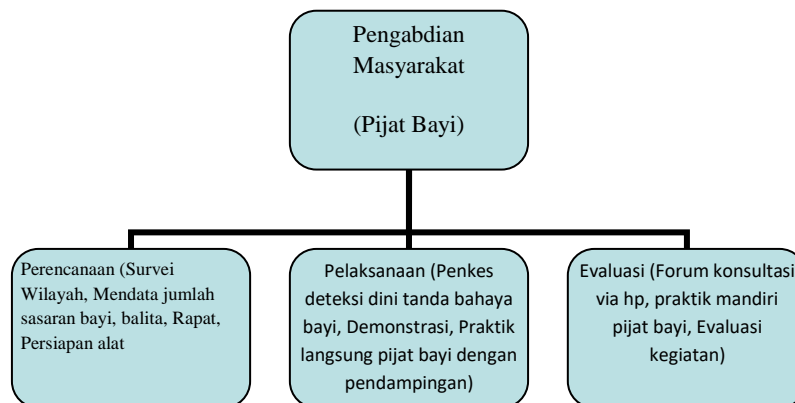 Pengabdian
Masyarakat
(Pijat Bayi)
Perencanaan (Survei
Wilayah, Mendata jumlah
sasaran bayi, balita, Rapat,
Persiapan alat
Pelaksanaan (Penkes
deteksi dini tanda bahaya
bayi, Demonstrasi, Praktik
langsung pijat bayi dengan
pendampingan)
Evaluasi (Forum konsultasi
via hp, praktik mandiri
pijat bayi, Evaluasi
kegiatan)